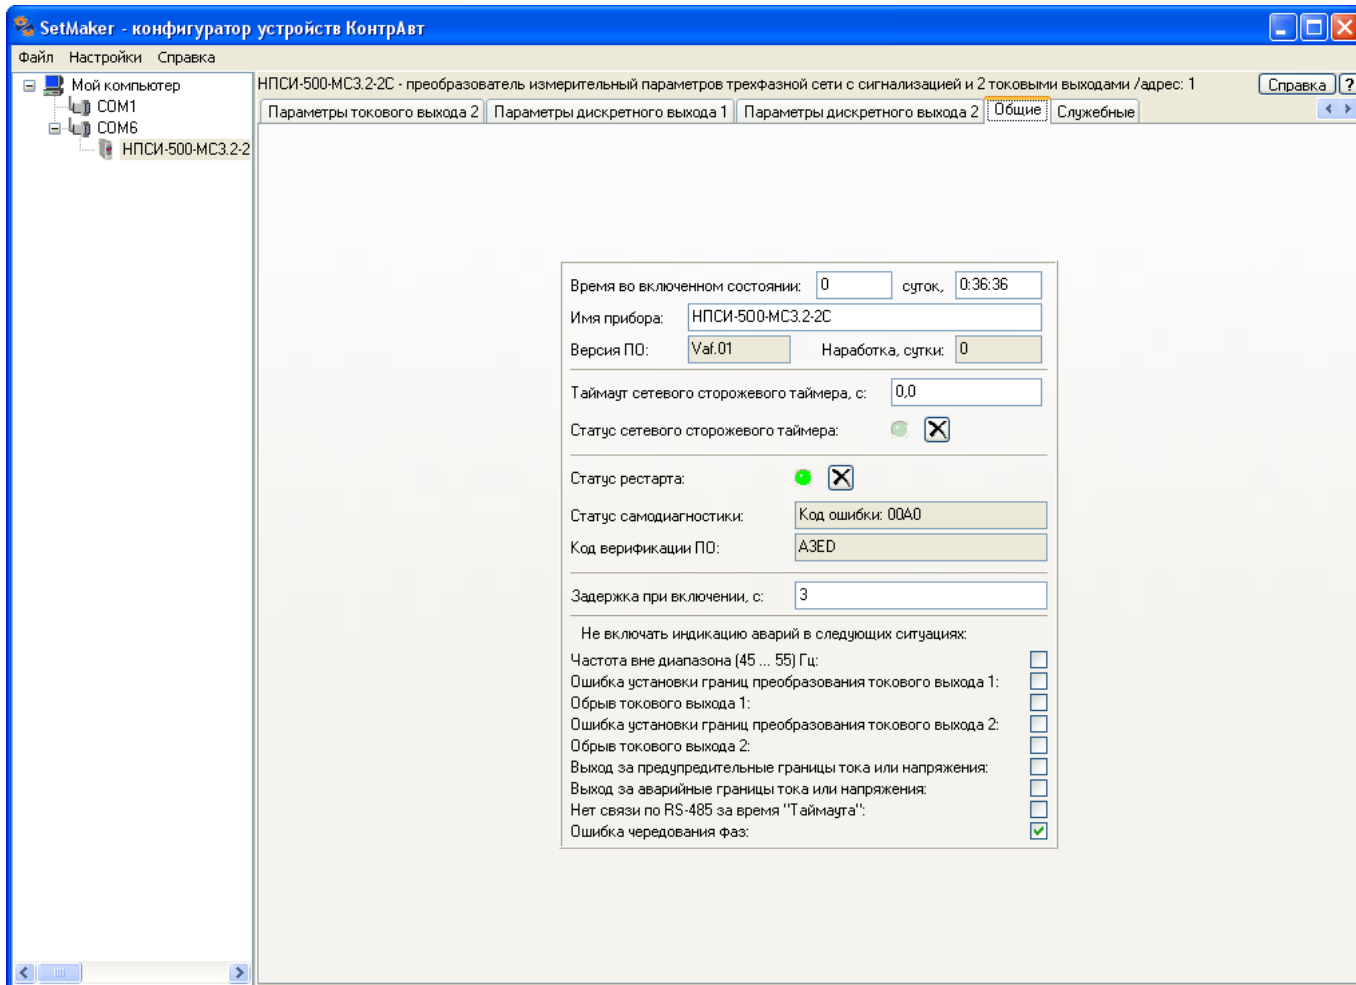 SetMaker - конфигуратор устройств КонтрАвт
Файл Настройки Справка
Мой компьютер
COM1
COM6
НПСИ-500-МС3.2-2
НПСИ-500-МС3.2-2С - преобразователь измерительный параметров трехфазной сети с сигнализацией и 2 токовыми выходами /адрес: 1
Справка ?
Параметры токового выхода 2 Параметры дискретного выхода 1 Параметры дискретного выхода 2 Общие Служебные
Время во включенном состоянии: 0 суток, 0:36:36
Имя прибора: НПСИ-500-МС3.2-2С
Версия ПО: Vaf.01 Наработка, сутки: 0
Таймаут сетевого сторожевого таймера, с: 0,0
Статус сетевого сторожевого таймера:
Статус рестарта:
Статус самодиагностики: Код ошибки: 00A0
Код верификации ПО: A3ED
Задержка при включении, с: 3
Не включать индикацию аварий в следующих ситуациях:
Частота вне диапазона (45 ... 55) Гц:
Ошибка установки границ преобразования токового выхода 1:
Обрыв токового выхода 1:
Ошибка установки границ преобразования токового выхода 2:
Обрыв токового выхода 2:
Выход за предупредительные границы тока или напряжения:
Выход за аварийные границы тока или напряжения:
Нет связи по RS-485 за время "Таймаута":
Ошибка чередования фаз: